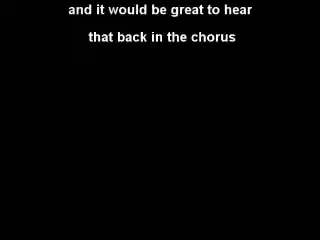 and it would be great to hear
that back in the chorus